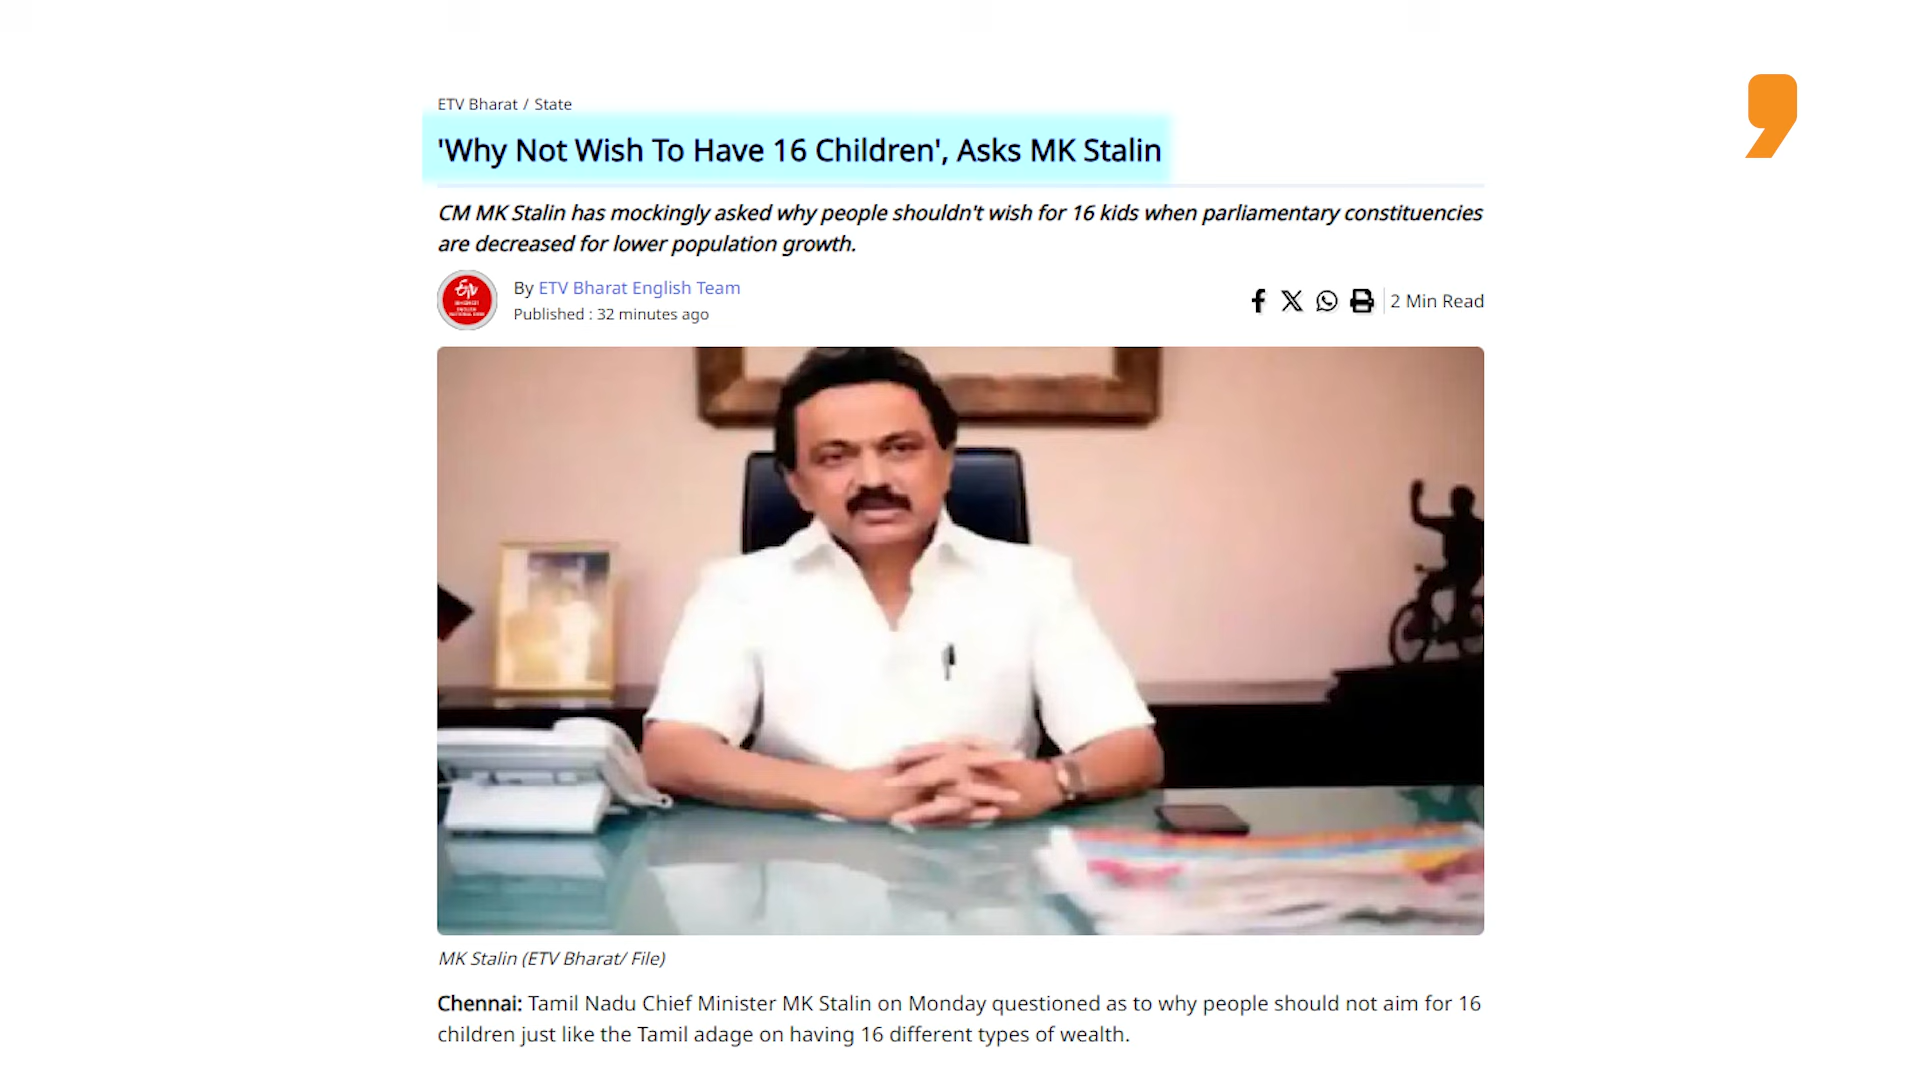 ETV Bharat / State
'Why Not Wish To Have 16 Children', Asks MK Stalin
CM MK Stalin has mockingly asked why people shouldn't wish for 16 kids when parliamentary constituencies
are decreased for lower population growth.
By ETV Bharat English Team
Published : 32 minutes ago
2 Min Read
MK Stalin (ETV Bharat/ File)
Chennai: Tamil Nadu Chief Minister MK Stalin on Monday questioned as to why people should not aim for 16
children just like the Tamil adage on having 16 different types of wealth.